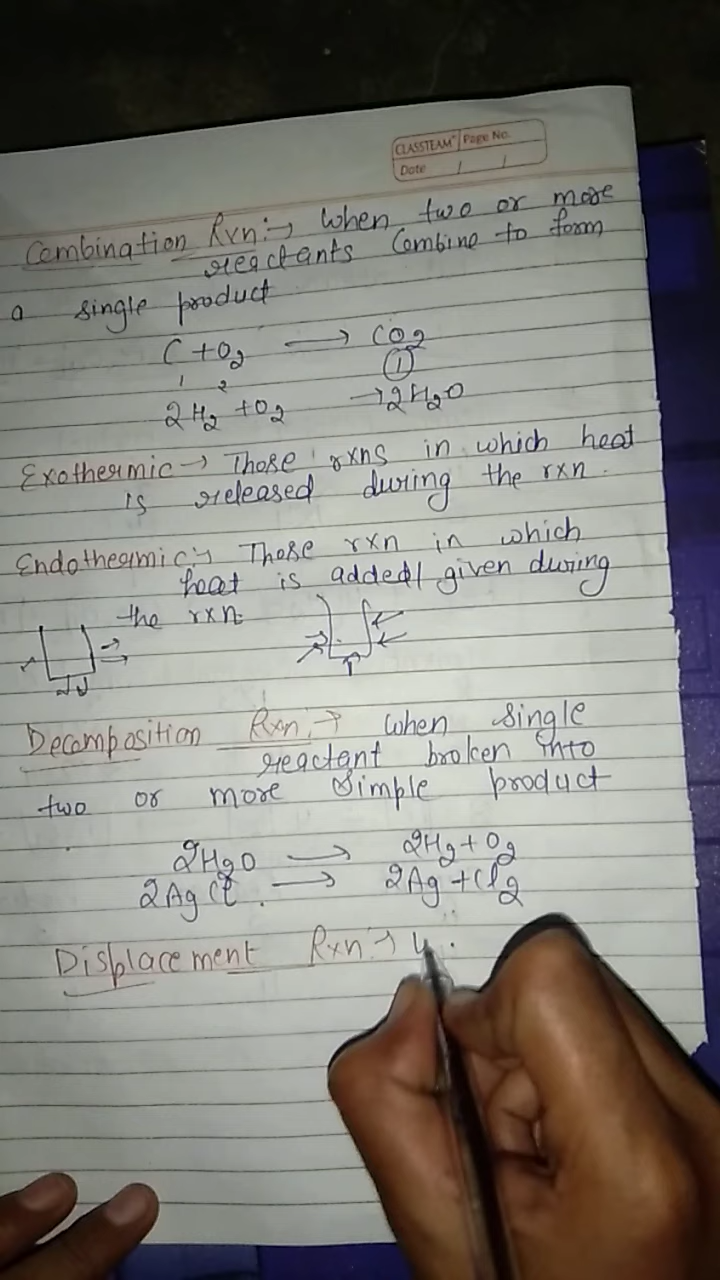 CLASSTEAM Page No.
Date / /
Combination Rxn:→ When two or more
reactants Combine to form
a single product
C + O2 → CO2
1 2 1
2H2 + O2 → 2H2O
Exothermic → Those rxns in which heat
is released during the rxn.
Endothermic:→ Those rxn in which
heat is added/given during
the rxn.
Decomposition Rxn:→ When Single
reactant broken into
two or more Simple product
2H2O → 2H2 + O2
2AgCl → 2Ag + Cl2
Displacement Rxn:→